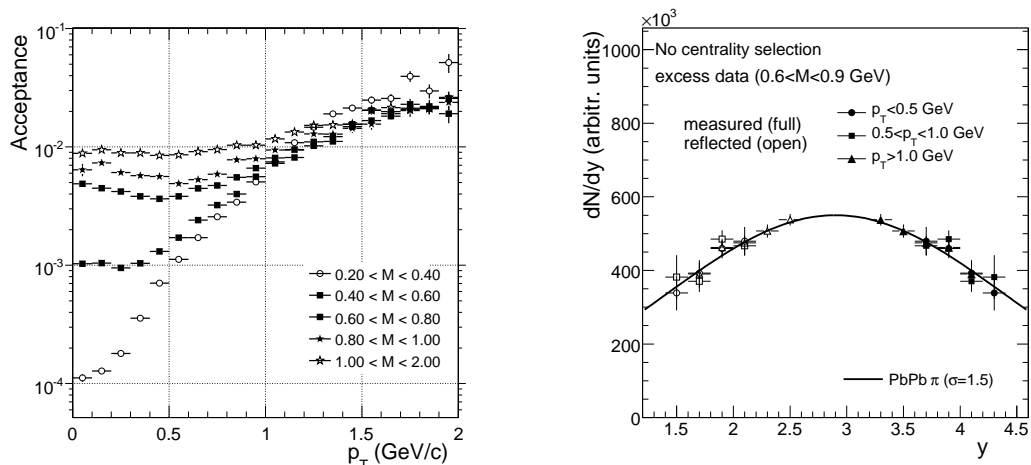 Acceptance
10⁻¹
10⁻²
10⁻³
10⁻⁴
0.20 < M < 0.40
0.40 < M < 0.60
0.60 < M < 0.80
0.80 < M < 1.00
1.00 < M < 2.00
0 0.5 1 1.5 2
p_T (GeV/c)
×10³
dN/dy (arbitr. units)
1000
800
600
400
200
0
No centrality selection
excess data (0.6<M<0.9 GeV)
measured (full)
reflected (open)
p_T<0.5 GeV
0.5<p_T<1.0 GeV
p_T>1.0 GeV
PbPb π (σ=1.5)
1.5 2 2.5 3 3.5 4 4.5
y